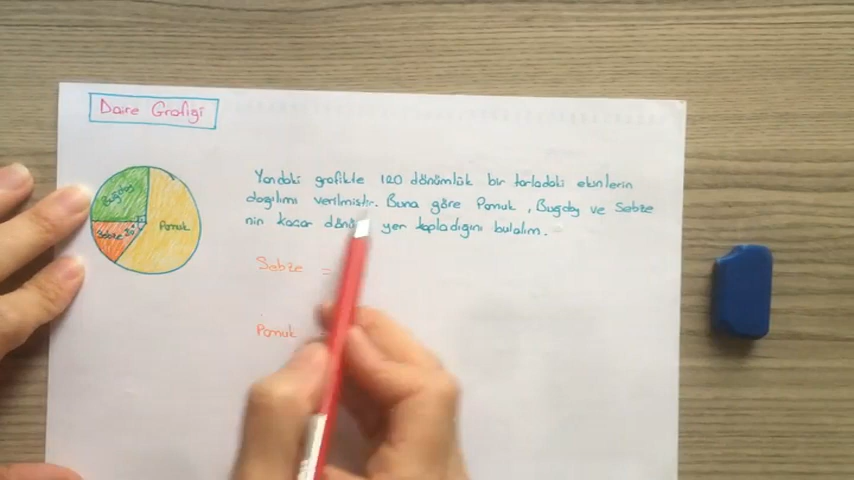 Daire Grafiği
Buğday
Sebze
Pamuk
Yandaki grafikte 120 dönümlük bir tarladaki ekinlerin
dağılımı verilmiştir. Buna göre Pamuk, Buğday ve Sebze
nin kaçar yer kapladığını bulalım.
Sebze =
Pamuk